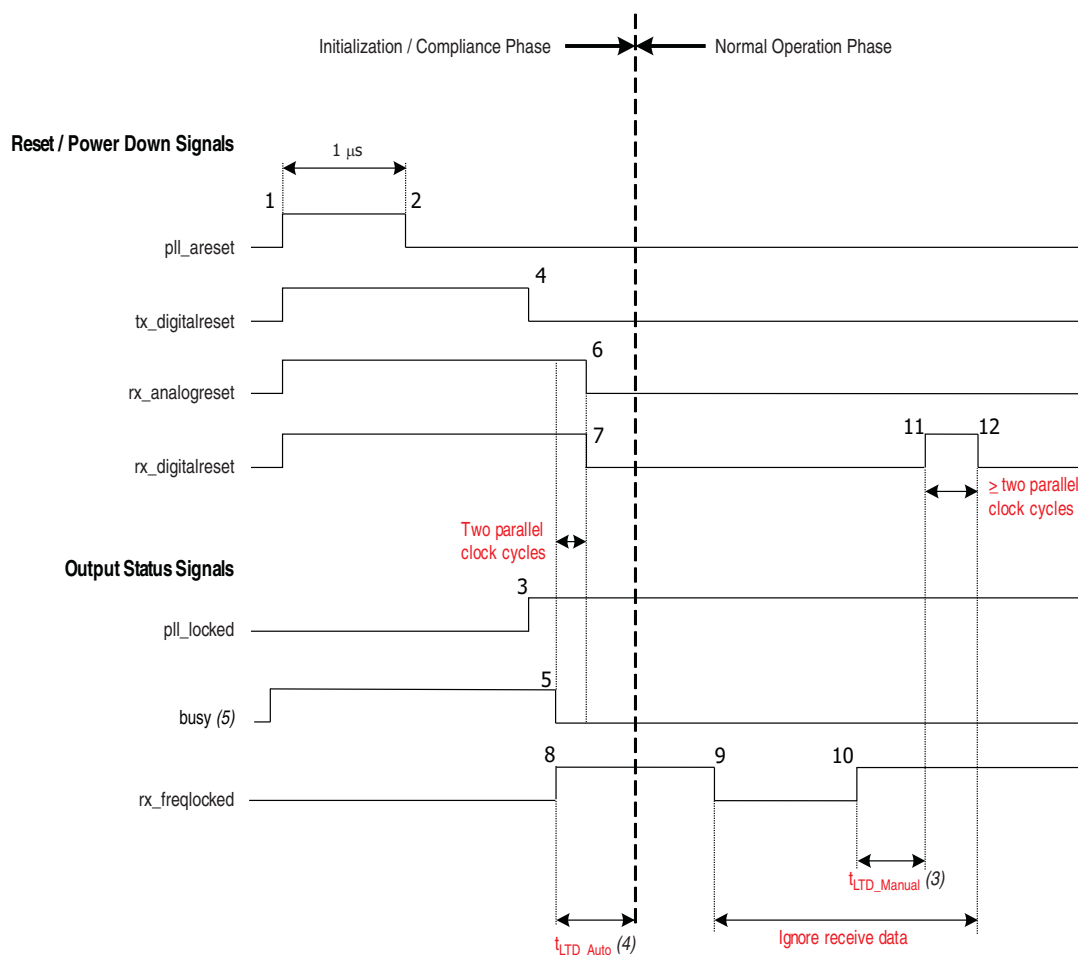 Initialization / Compliance Phase
Normal Operation Phase
Reset / Power Down Signals
1 μs
1
2
pll_areset
4
tx_digitalreset
6
rx_analogreset
7
11
12
rx_digitalreset
≥ two parallel
clock cycles
Two parallel
clock cycles
Output Status Signals
3
pll_locked
5
busy (5)
8
9
10
rx_freqlocked
tLTD_Manual (3)
tLTD_Auto (4)
Ignore receive data